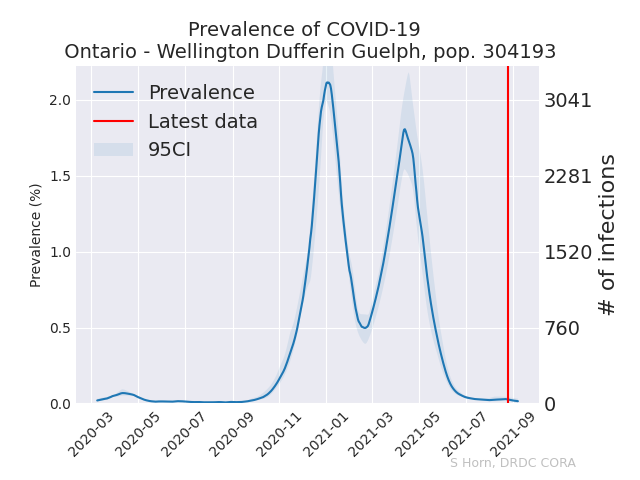 Prevalence of COVID-19
Ontario - Wellington Dufferin Guelph, pop. 304193
Prevalence
Latest data
95CI
Prevalence (%)
2.0
1.5
1.0
0.5
0.0
3041
2281
1520
760
0
# of infections
2020-03
2020-05
2020-07
2020-09
2020-11
2021-01
2021-03
2021-05
2021-07
2021-09
S Horn, DRDC CORA